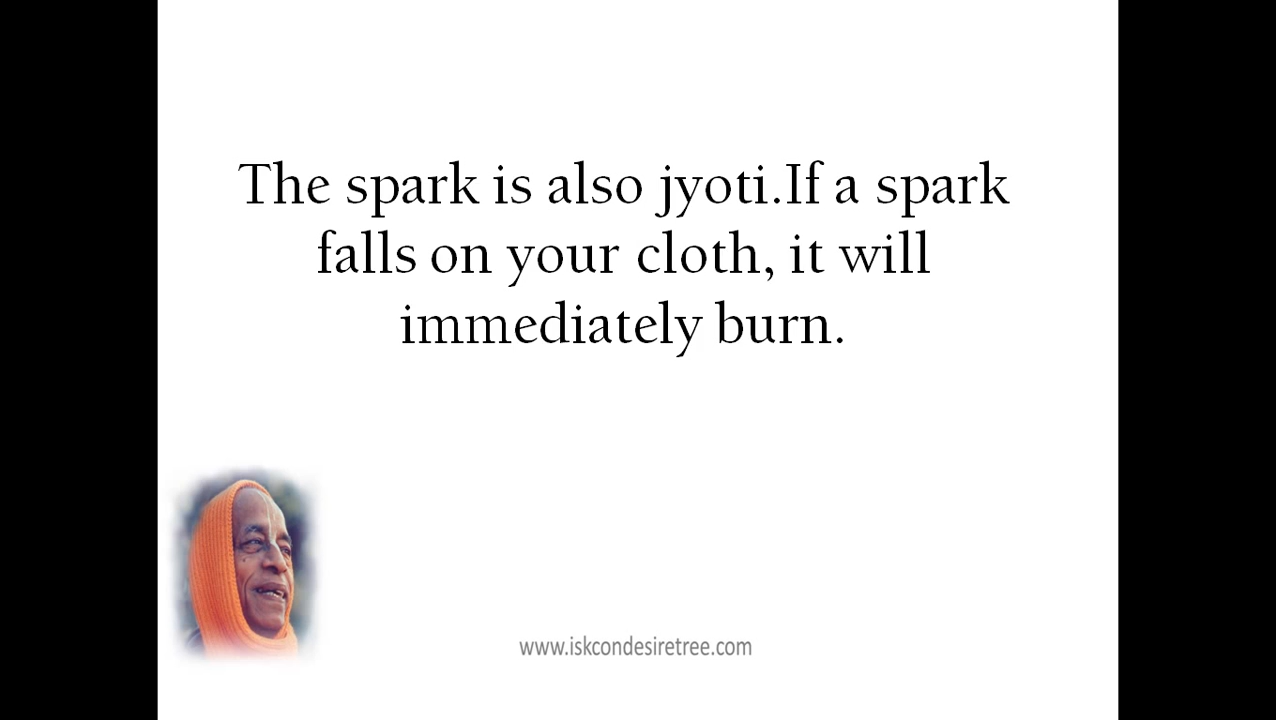 The spark is also jyoti.If a spark
falls on your cloth, it will
immediately burn.
www.iskcondesiretree.com